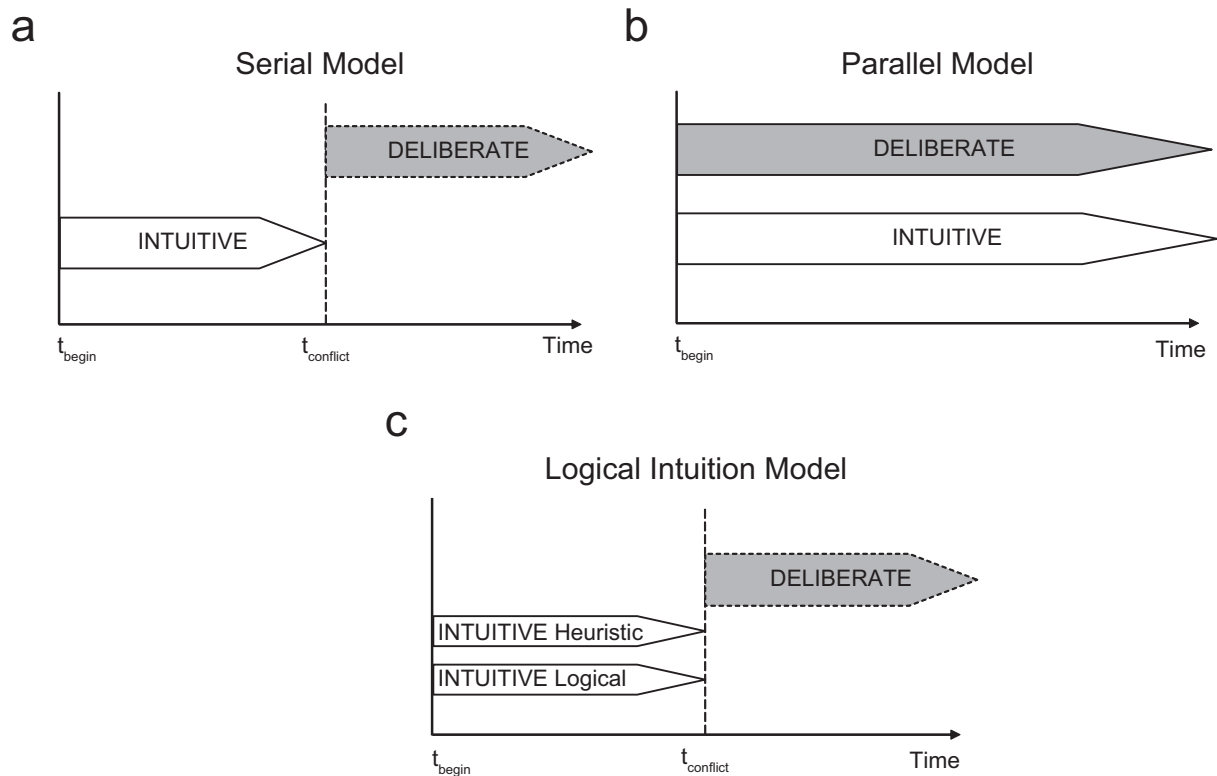 a
Serial Model
DELIBERATE
INTUITIVE
t_begin
t_conflict
Time
b
Parallel Model
DELIBERATE
INTUITIVE
t_begin
Time
c
Logical Intuition Model
DELIBERATE
INTUITIVE Heuristic
INTUITIVE Logical
t_begin
t_conflict
Time